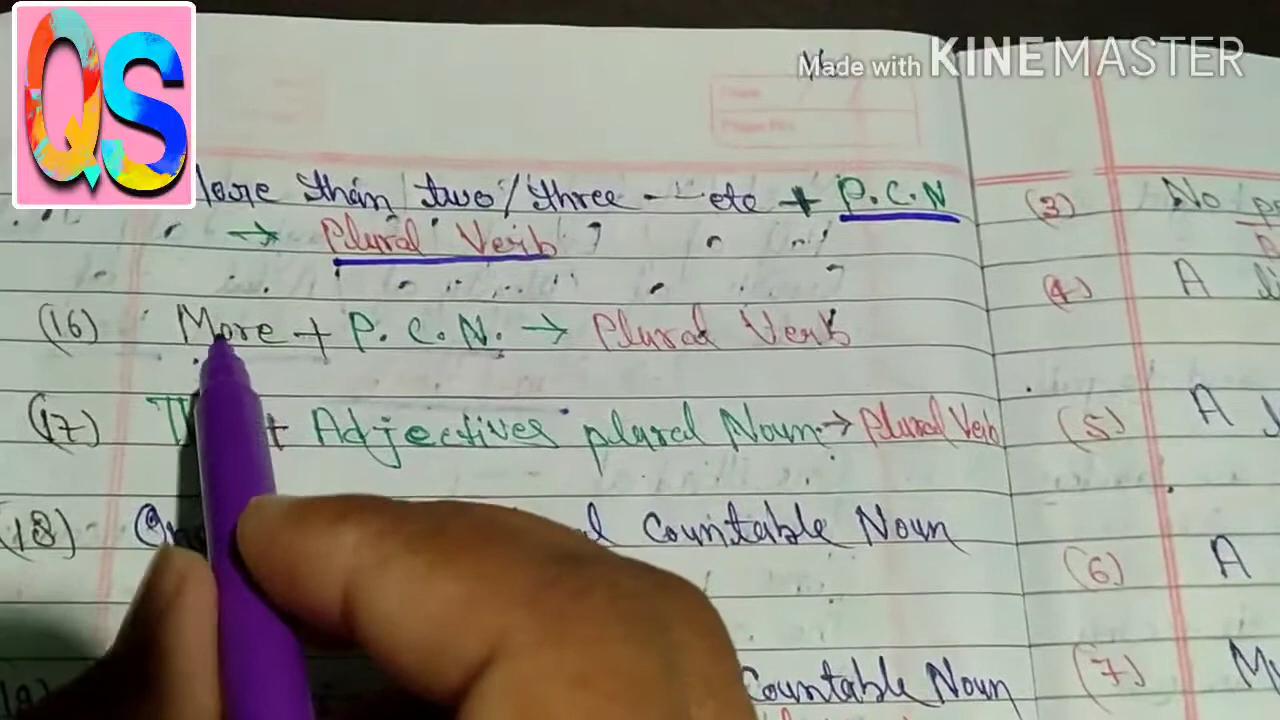 QS
Made with KINEMASTER
More than two/three -- etc + P.C.N
→ Plural Verb
(16) More + P. C. N. → Plural Verb
(17) + Adjectives plural Noun → Plural Verb
(18) Countable Noun
Countable Noun
(3) No
(4) A
(5) A
(6) A
(7)